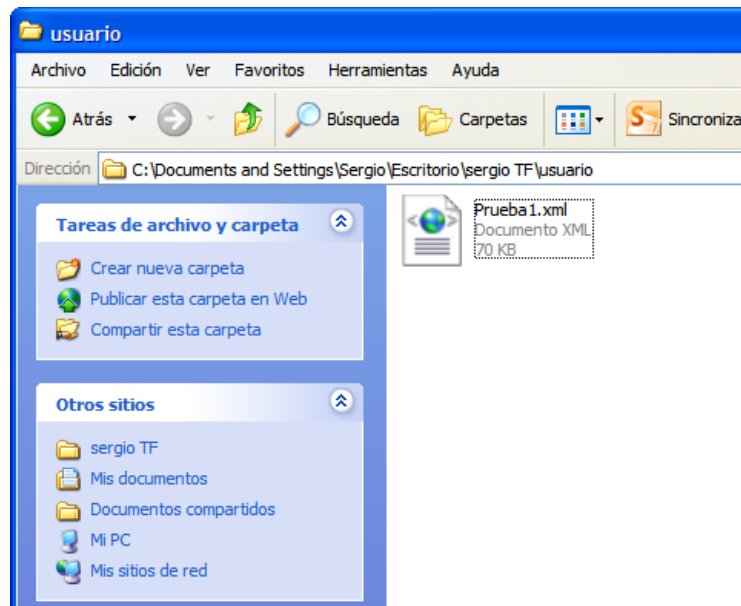 usuario
Archivo Edición Ver Favoritos Herramientas Ayuda
Atrás Búsqueda Carpetas Sincroniza
Dirección C:\Documents and Settings\Sergio\Escritorio\sergio TF\usuario
Tareas de archivo y carpeta
Crear nueva carpeta
Publicar esta carpeta en Web
Compartir esta carpeta
Otros sitios
sergio TF
Mis documentos
Documentos compartidos
Mi PC
Mis sitios de red
Prueba1.xml
Documento XML
70 KB